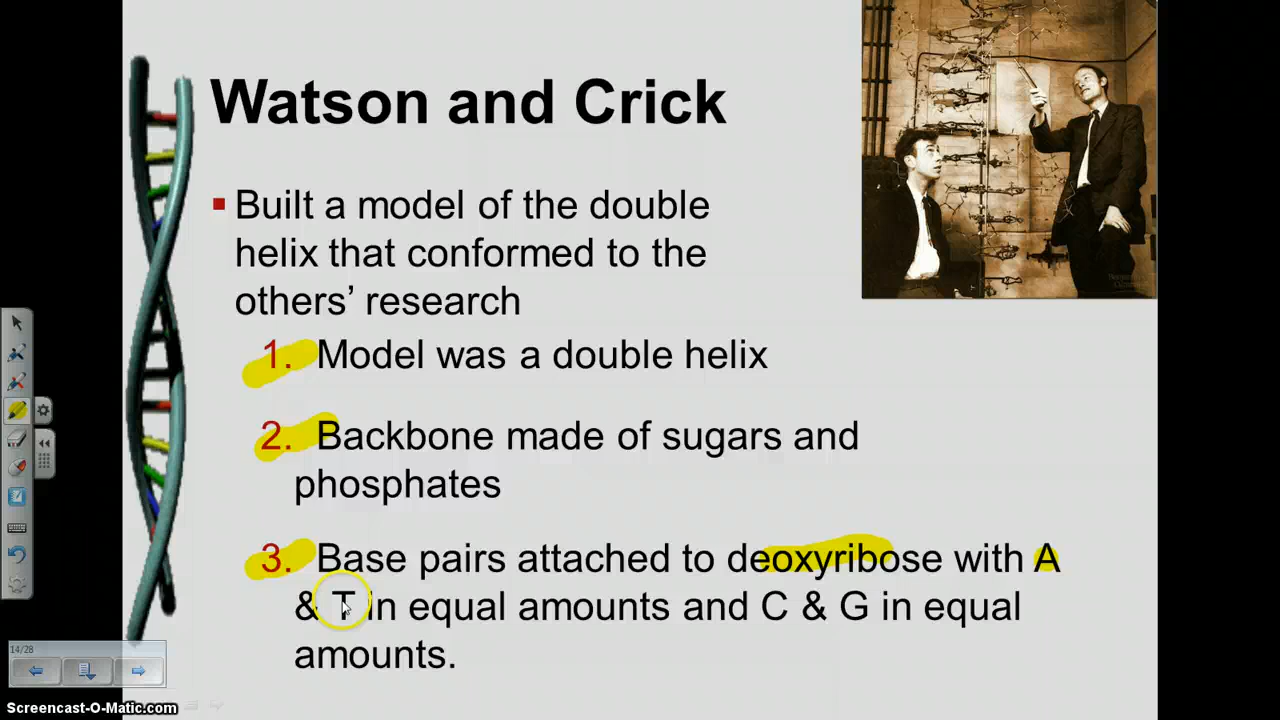 Watson and Crick
▪ Built a model of the double
helix that conformed to the
others’ research
1. Model was a double helix
2. Backbone made of sugars and
phosphates
3. Base pairs attached to deoxyribose with A
& T in equal amounts and C & G in equal
amounts.
14/28
Screencast-O-Matic.com